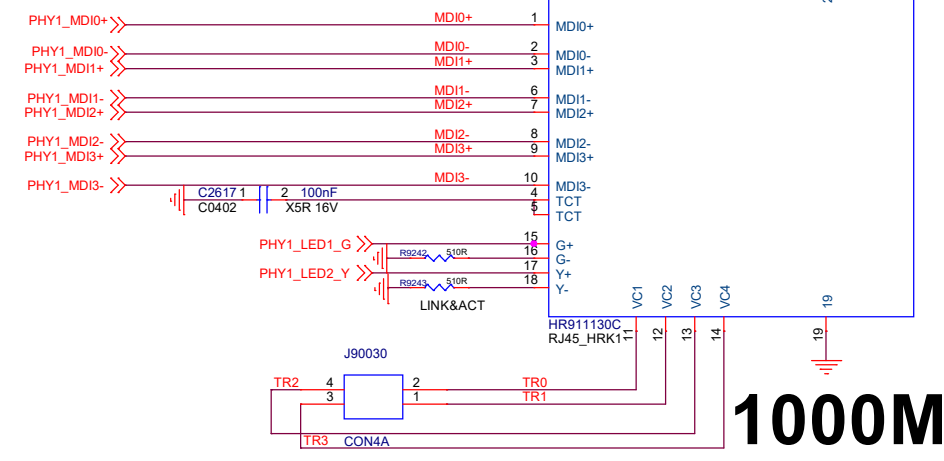 PHY1_MDI0+ MDI0+ 1 MDI0+
PHY1_MDI0- MDI0- 2 MDI0-
PHY1_MDI1+ MDI1+ 3 MDI1+
PHY1_MDI1- MDI1- 6 MDI1-
PHY1_MDI2+ MDI2+ 7 MDI2+
PHY1_MDI2- MDI2- 8 MDI2-
PHY1_MDI3+ MDI3+ 9 MDI3+
PHY1_MDI3- MDI3- 10 MDI3-
C2617 1 2 100nF 4 TCT
C0402 X5R 16V 5 TCT
PHY1_LED1_G 15 G+
R9242 510R 16 G-
PHY1_LED2_Y 17 Y+
R9243 510R 18 Y-
LINK&ACT
VC1 VC2 VC3 VC4 19
HR911130C
RJ45_HRK1
11 12 13 14 19
J90030
TR2 4 2 TR0
3 1 TR1
TR3 CON4A
1000M